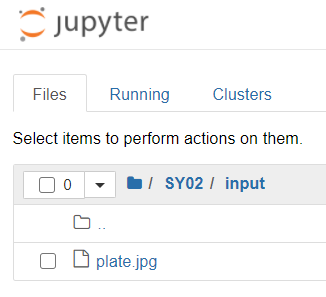 jupyter
Files Running Clusters
Select items to perform actions on them.
0 / SY02 / input
..
plate.jpg